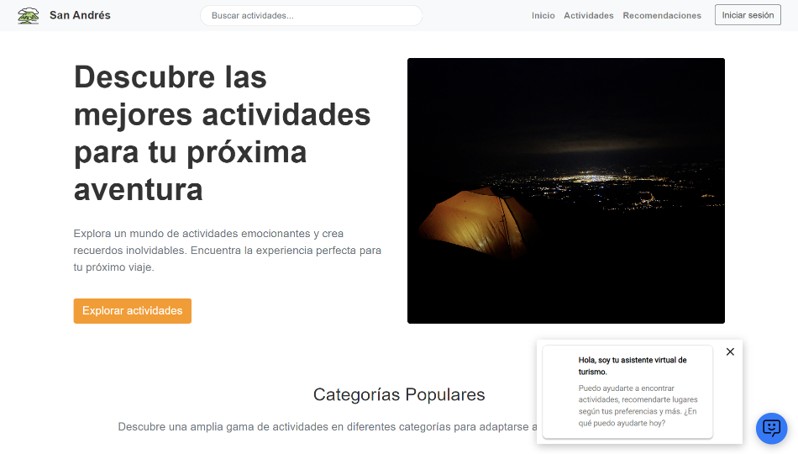 San Andrés
Buscar actividades...
Inicio
Actividades
Recomendaciones
Iniciar sesión
Descubre las
mejores actividades
para tu próxima
aventura
Explora un mundo de actividades emocionantes y crea
recuerdos inolvidables. Encuentra la experiencia perfecta para
tu próximo viaje.
Explorar actividades
Categorías Populares
Descubre una amplia gama de actividades en diferentes categorías para adaptarse a
Hola, soy tu asistente virtual de
turismo.
Puedo ayudarte a encontrar
actividades, recomendarte lugares
según tus preferencias y más. ¿En
qué puedo ayudarte hoy?